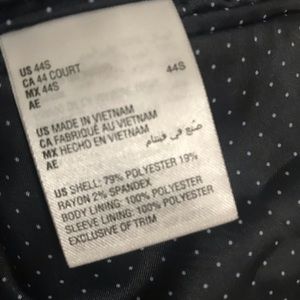 US 44S
CA 44 COURT
MX 44S 44S
AE
US MADE IN VIETNAM
CA FABRIQUÉ AU VIETNAM
MX HECHO EN VIETNAM
AE صنع في فيتنام
US SHELL: 79% POLYESTER 19%
RAYON 2% SPANDEX
BODY LINING: 100% POLYESTER
SLEEVE LINING: 100% POLYESTER
EXCLUSIVE OF TRIM